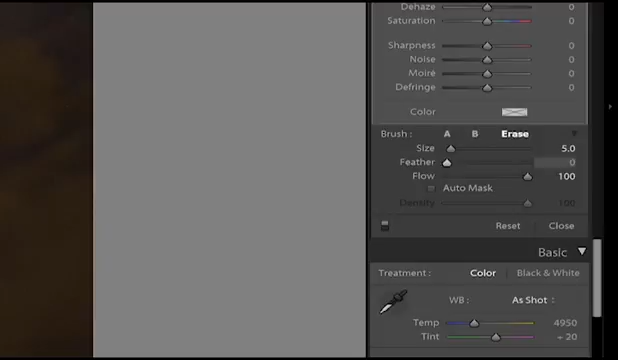 Dehaze 0
Saturation 0
Sharpness 0
Noise 0
Moiré 0
Defringe 0
Color
Brush : A B Erase
Size 5.0
Feather 0
Flow 100
Auto Mask
Density 100
Reset Close
Basic
Treatment : Color Black & White
WB : As Shot
Temp 4950
Tint + 20